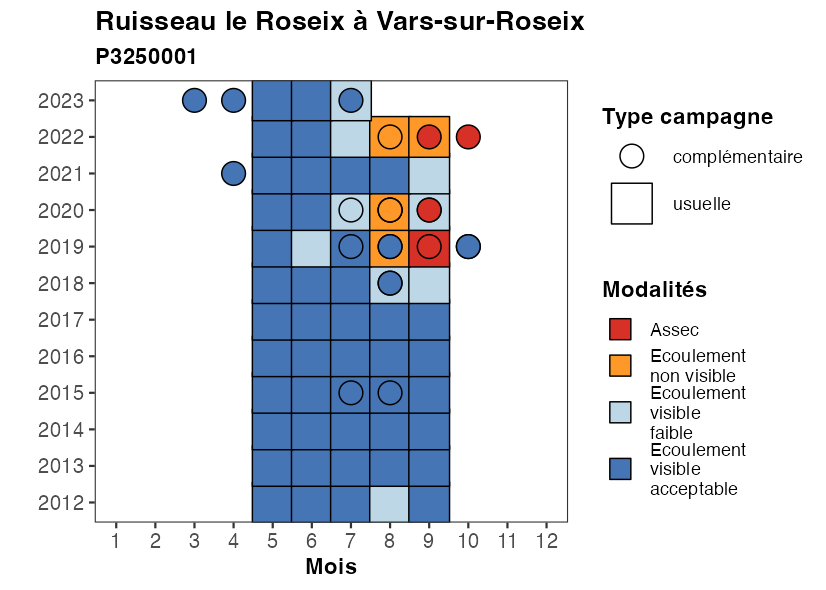 Ruisseau le Roseix à Vars-sur-Roseix
P3250001
2023
2022
2021
2020
2019
2018
2017
2016
2015
2014
2013
2012
1 2 3 4 5 6 7 8 9 10 11 12
Mois
Type campagne
complémentaire
usuelle
Modalités
Assec
Ecoulement
non visible
Ecoulement
visible
faible
Ecoulement
visible
acceptable